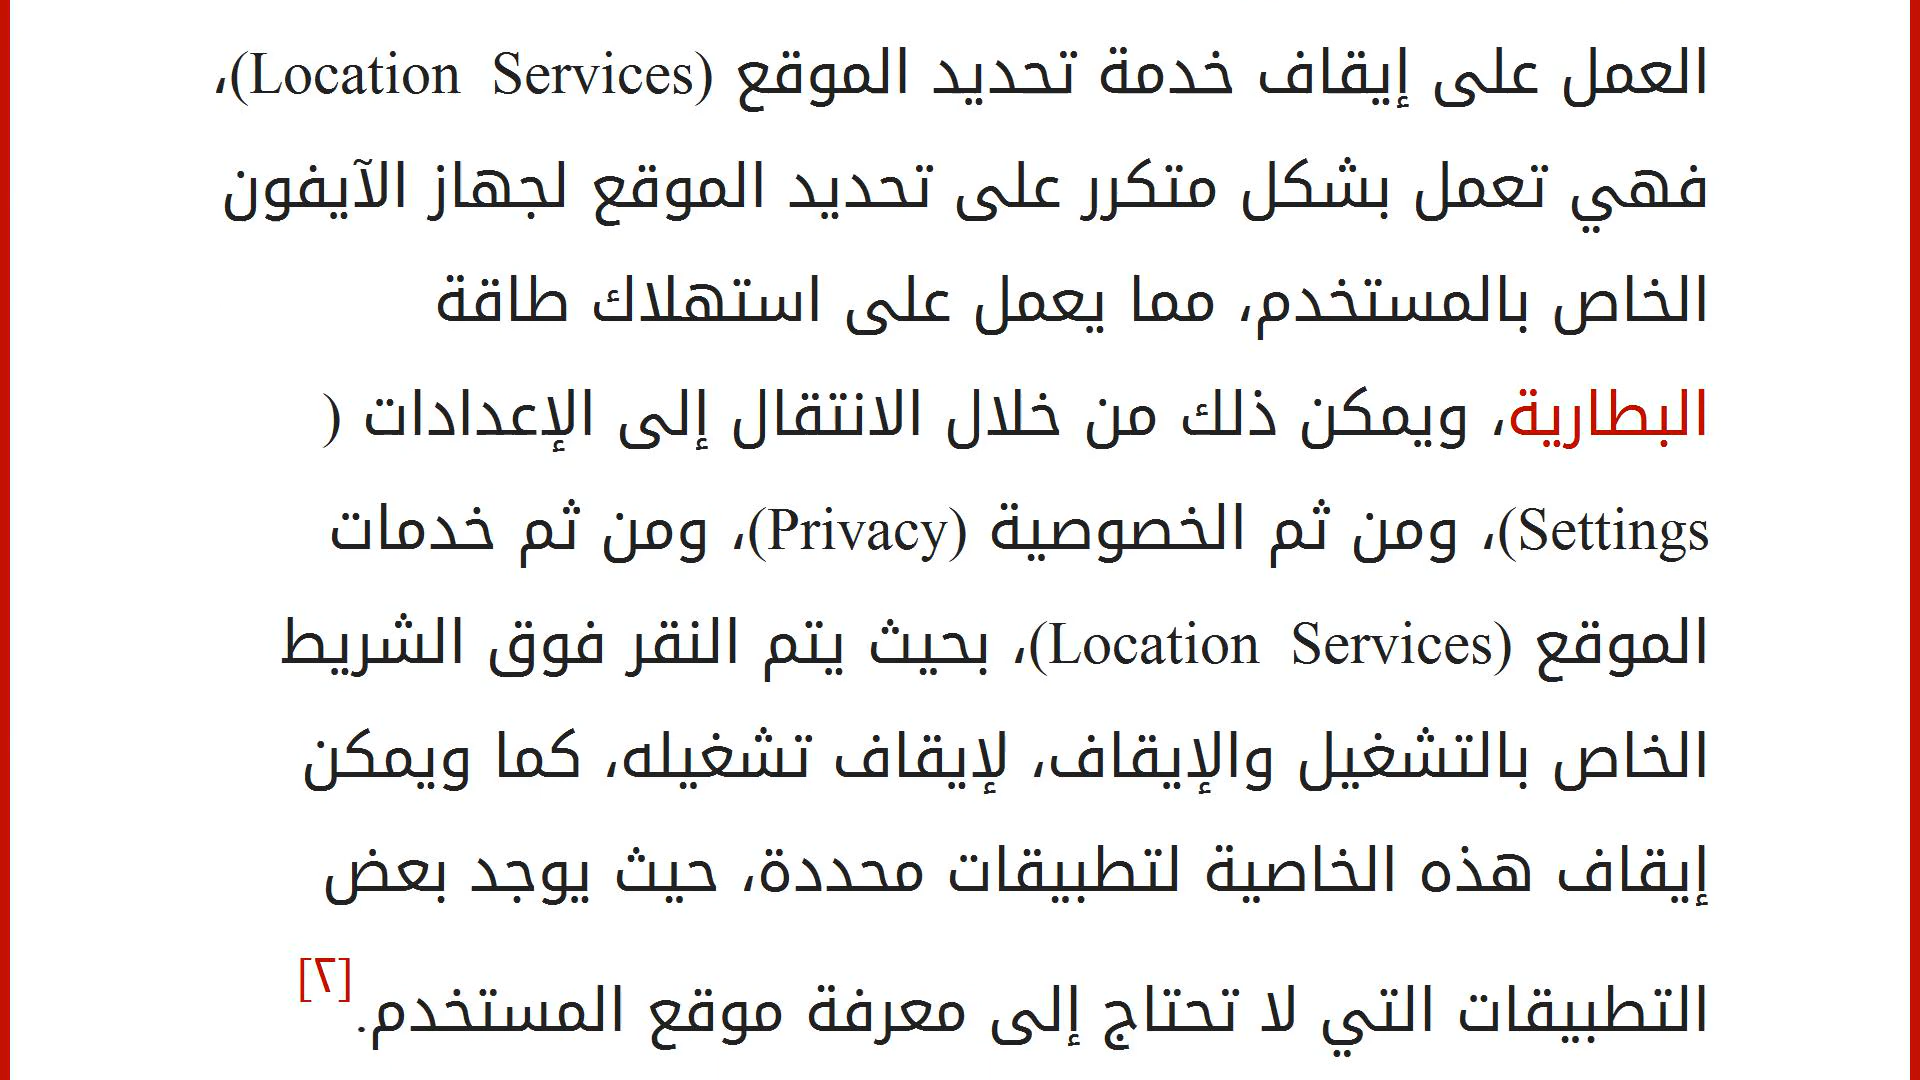 العمل على إيقاف خدمة تحديد الموقع (Location Services)،
فهي تعمل بشكل متكرر على تحديد الموقع لجهاز الآيفون
الخاص بالمستخدم، مما يعمل على استهلاك طاقة
البطارية، ويمكن ذلك من خلال الانتقال إلى الإعدادات (
Settings)، ومن ثم الخصوصية (Privacy)، ومن ثم خدمات
الموقع (Location Services)، بحيث يتم النقر فوق الشريط
الخاص بالتشغيل والإيقاف، لإيقاف تشغيله، كما ويمكن
إيقاف هذه الخاصية لتطبيقات محددة، حيث يوجد بعض
التطبيقات التي لا تحتاج إلى معرفة موقع المستخدم.[٢]